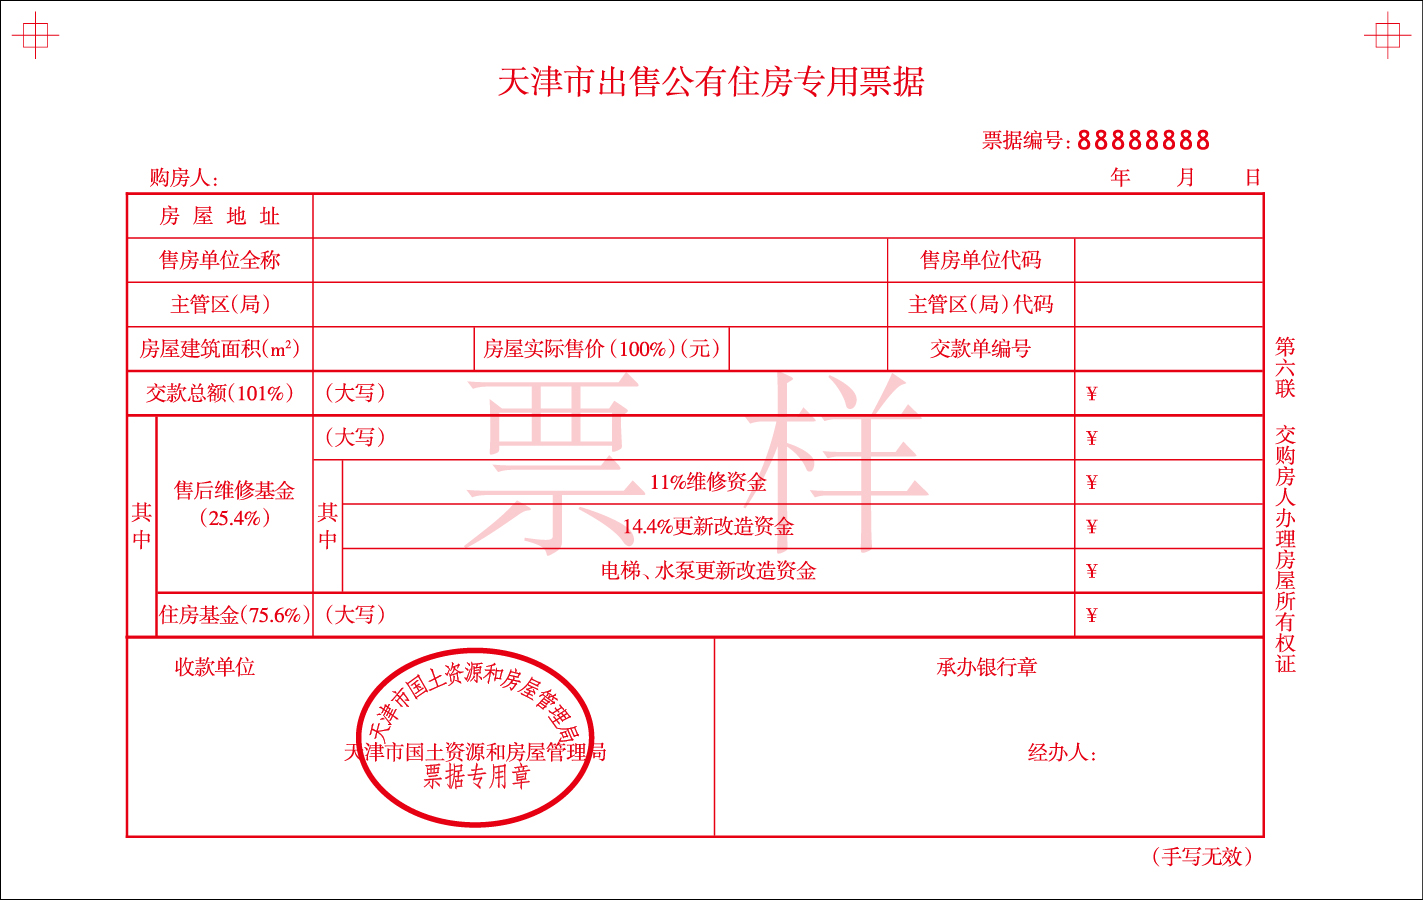 天津市出售公有住房专用票据
票据编号：88888888
购房人：
年 月 日
房屋地址
售房单位全称
售房单位代码
主管区（局）
主管区（局）代码
房屋建筑面积（m²）
房屋实际售价（100%）（元）
交款单编号
交款总额（101%）
（大写）
¥
其中
售后维修基金
（25.4%）
（大写）
¥
其中
11%维修资金
¥
14.4%更新改造资金
¥
电梯、水泵更新改造资金
¥
住房基金（75.6%）
（大写）
¥
票样
收款单位
天津市国土资源和房屋管理局
天津市国土资源和房屋管理局
票据专用章
承办银行章
经办人：
第六联 交购房人办理房屋所有权证
（手写无效）